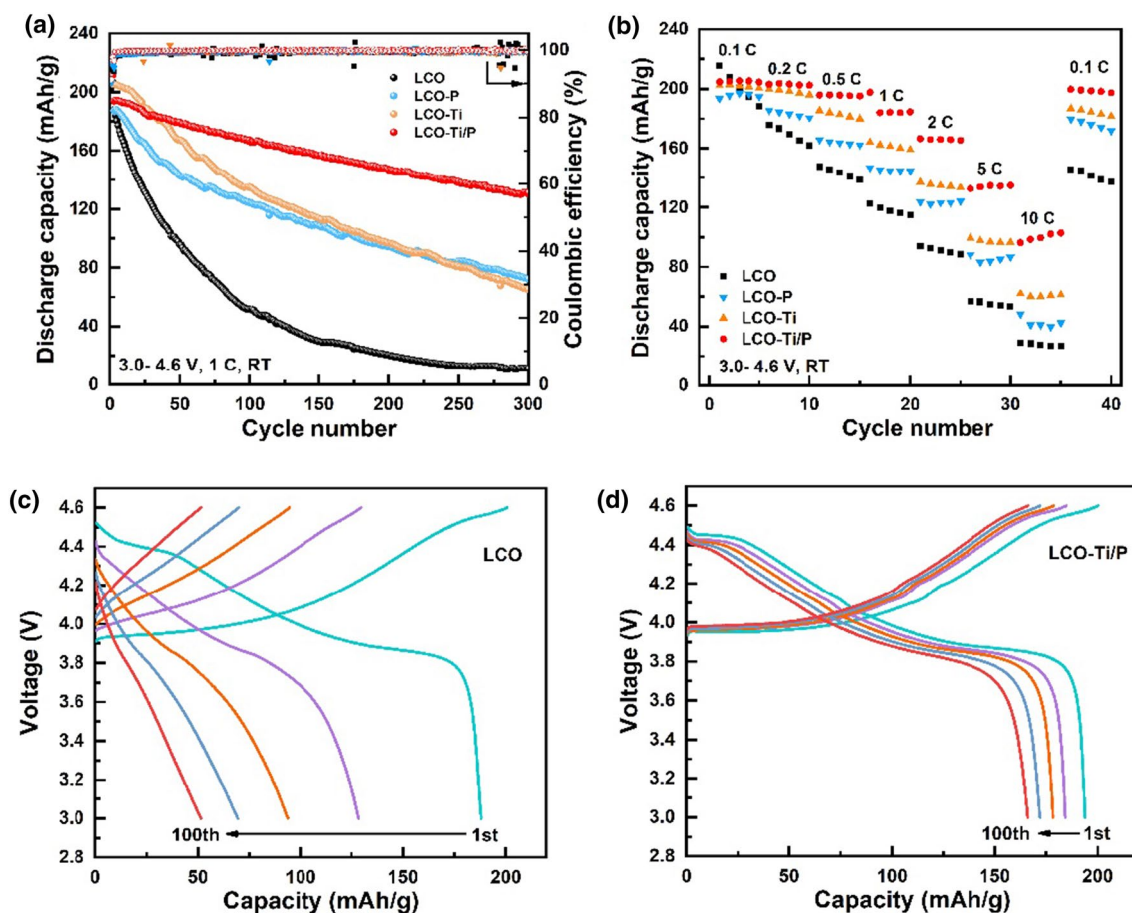 (a)
Discharge capacity (mAh/g)
240
200
160
120
80
40
0
LCO
LCO-P
LCO-Ti
LCO-Ti/P
3.0- 4.6 V, 1 C, RT
0 50 100 150 200 250 300
Cycle number
100
80
60
40
20
0
Coulombic efficiency (%)
(b)
Discharge capacity (mAh/g)
240
200
160
120
80
40
0
0.1 C
0.2 C
0.5 C
1 C
2 C
5 C
10 C
0.1 C
LCO
LCO-P
LCO-Ti
LCO-Ti/P
3.0- 4.6 V, RT
0 10 20 30 40
Cycle number
(c)
Voltage (V)
4.6
4.4
4.2
4.0
3.8
3.6
3.4
3.2
3.0
2.8
LCO
100th 1st
0 50 100 150 200
Capacity (mAh/g)
(d)
Voltage (V)
4.6
4.4
4.2
4.0
3.8
3.6
3.4
3.2
3.0
2.8
LCO-Ti/P
100th 1st
0 50 100 150 200
Capacity (mAh/g)